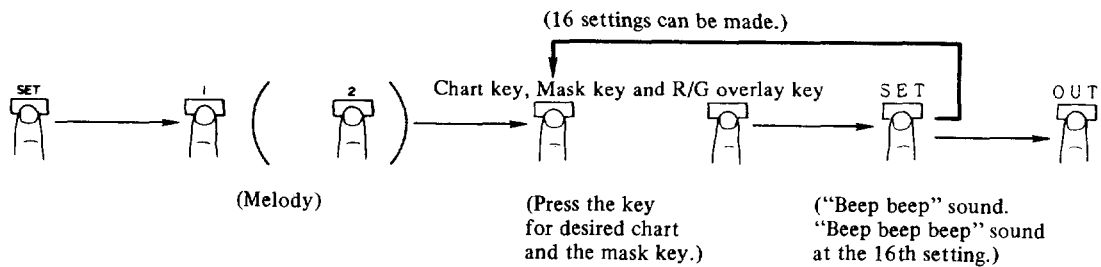 (16 settings can be made.)
SET
1
( 2 )
Chart key, Mask key and R/G overlay key
SET
OUT
(Melody)
(Press the key
for desired chart
and the mask key.)
("Beep beep" sound.
"Beep beep beep" sound
at the 16th setting.)